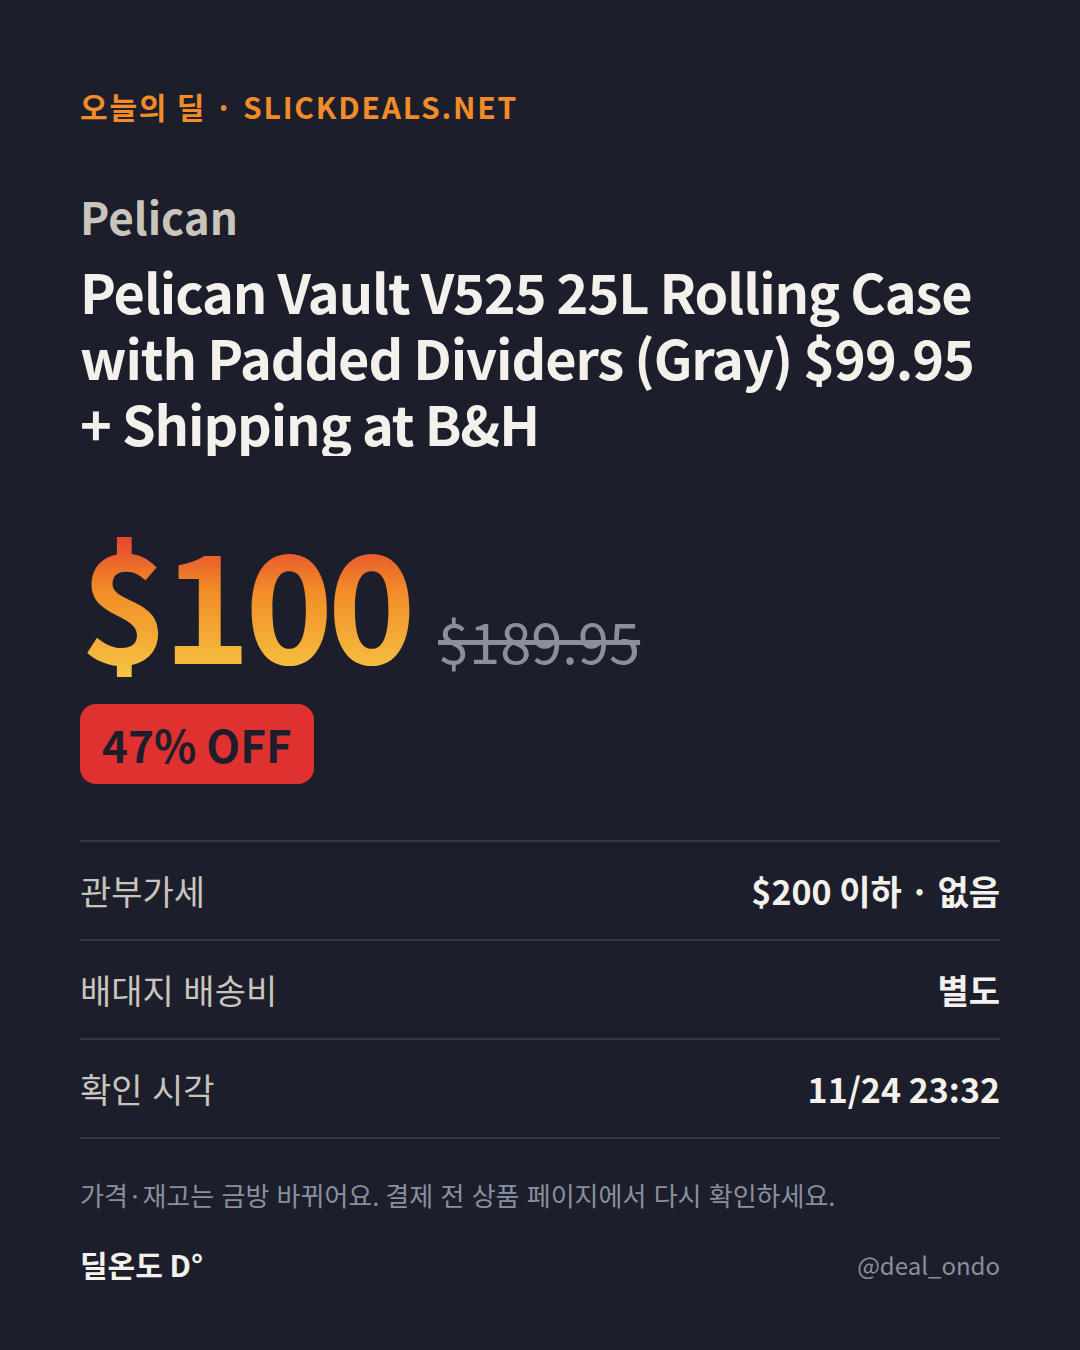 오늘의 딜 · SLICKDEALS.NET
Pelican
Pelican Vault V525 25L Rolling Case
with Padded Dividers (Gray) $99.95
+ Shipping at B&H
$100 $189.95
47% OFF
관부가세 $200 이하 · 없음
배대지 배송비 별도
확인 시각 11/24 23:32
가격·재고는 금방 바뀌어요. 결제 전 상품 페이지에서 다시 확인하세요.
딜온도 D° @deal_ondo